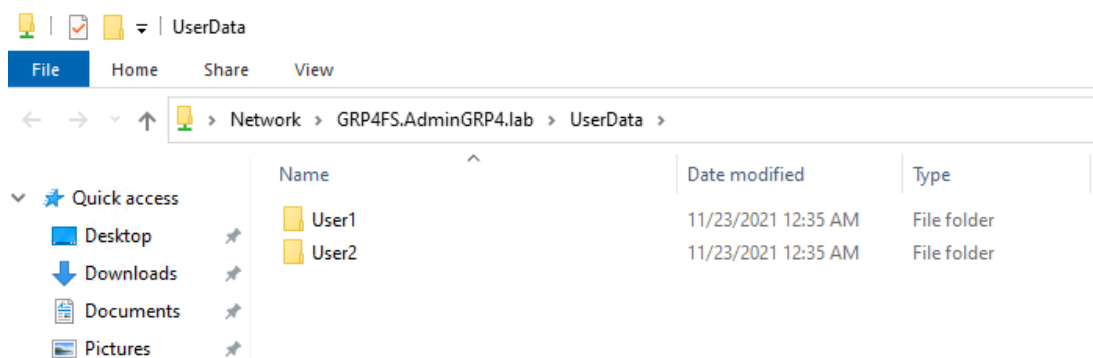 UserData
File Home Share View
Network > GRP4FS.AdminGRP4.lab > UserData >
Name Date modified Type
Quick access
User1 11/23/2021 12:35 AM File folder
Desktop
User2 11/23/2021 12:35 AM File folder
Downloads
Documents
Pictures